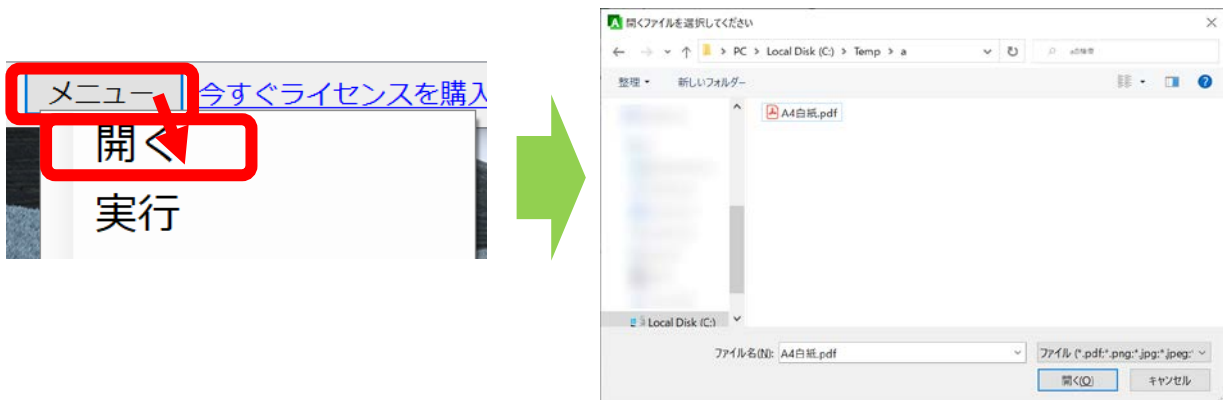 メニュー
今すぐライセンスを購入
開く
実行
開くファイルを選択してください
PC > Local Disk (C:) > Temp > a
整理
新しいフォルダー
A4白紙.pdf
Local Disk (C:)
ファイル名(N):
A4白紙.pdf
ファイル (*.pdf;*.png;*.jpg;*.jpeg;*
開く(O)
キャンセル